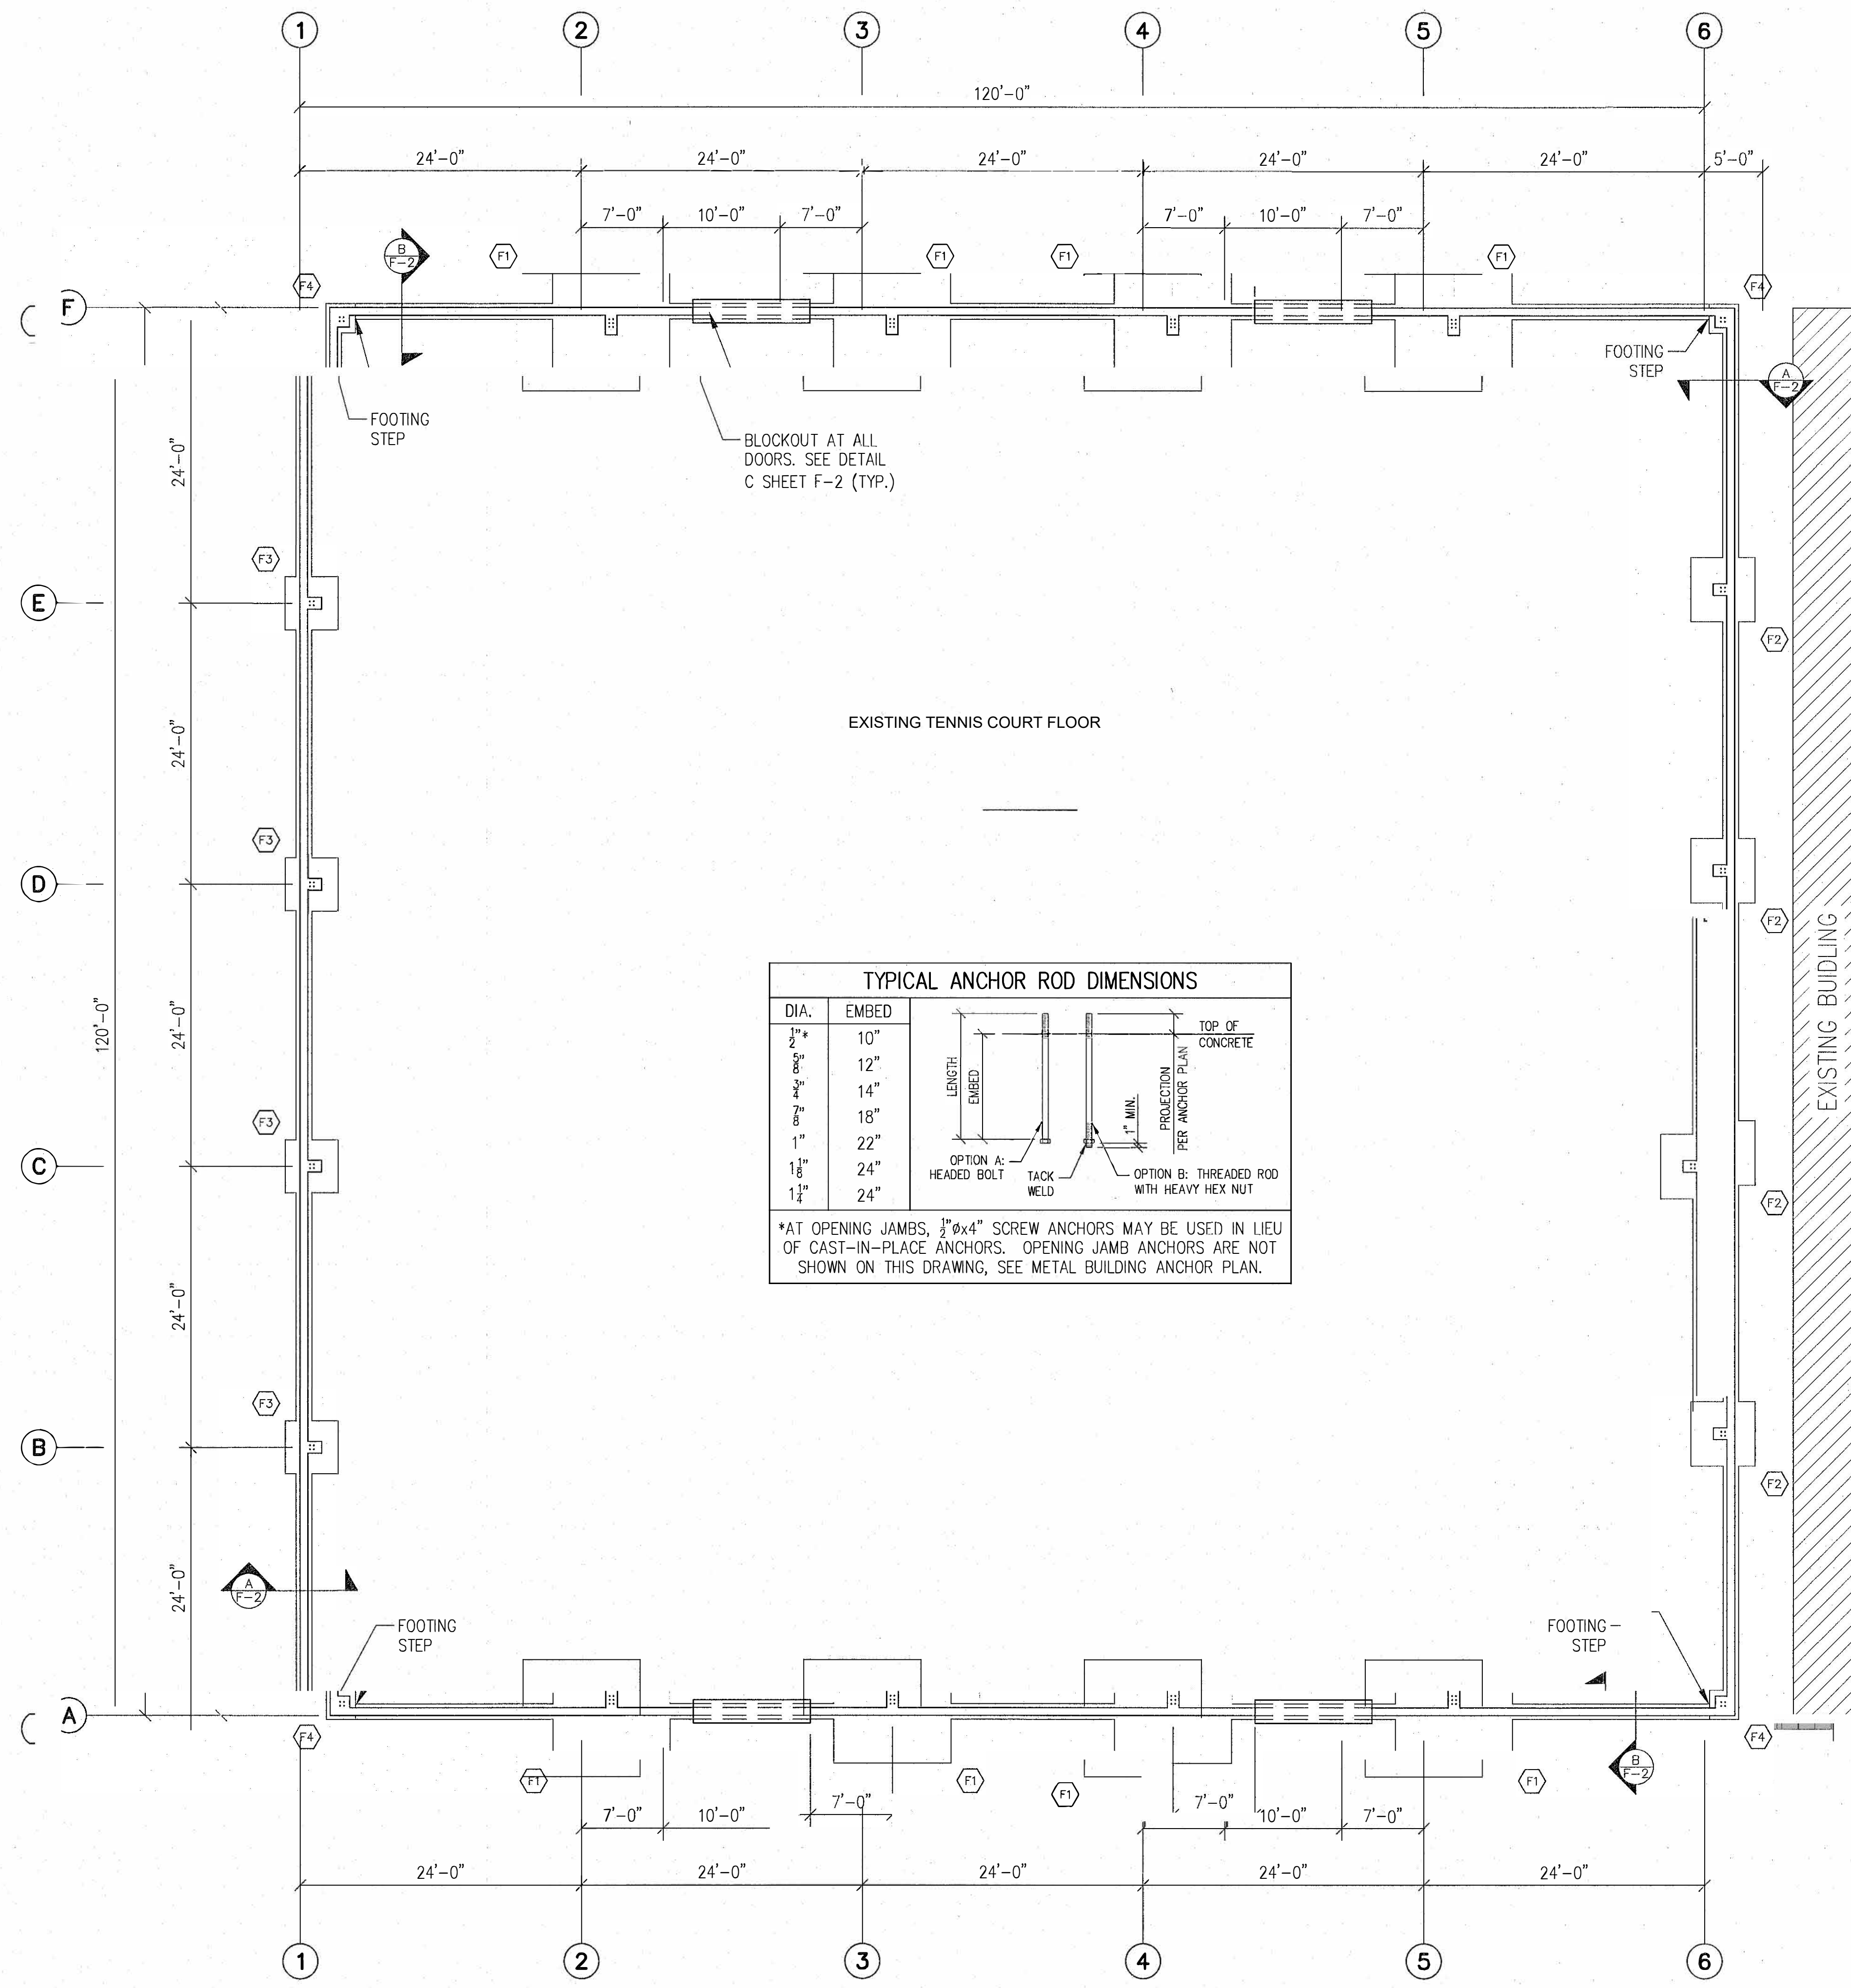 1 2 3 4 5 6
120'-0"
24'-0" 24'-0" 24'-0" 24'-0" 24'-0" 5'-0"
7'-0" 10'-0" 7'-0" 7'-0" 10'-0" 7'-0"
B
F-2
F1 F1 F1 F1
F4 F4
F
FOOTING
STEP
A
F-2
FOOTING
STEP
BLOCKOUT AT ALL
DOORS. SEE DETAIL
C SHEET F-2 (TYP.)
24'-0"
F3
E
F2
24'-0"
EXISTING TENNIS COURT FLOOR
F3
D
F2
EXISTING BUIDLING
120'-0"
24'-0"
TYPICAL ANCHOR ROD DIMENSIONS
DIA. EMBED
1/2"* 10"
5/8" 12"
3/4" 14"
7/8" 18"
1" 22"
1 1/8" 24"
1 1/4" 24"
LENGTH
EMBED
TOP OF
CONCRETE
PROJECTION
PER ANCHOR PLAN
1" MIN.
OPTION A:
HEADED BOLT
TACK
WELD
OPTION B: THREADED ROD
WITH HEAVY HEX NUT
*AT OPENING JAMBS, 1/2"øx4" SCREW ANCHORS MAY BE USED IN LIEU
OF CAST-IN-PLACE ANCHORS. OPENING JAMB ANCHORS ARE NOT
SHOWN ON THIS DRAWING, SEE METAL BUILDING ANCHOR PLAN.
F3
C
F2
24'-0"
F3
B
F2
24'-0"
A
F-2
FOOTING
STEP
FOOTING
STEP
A
F4 F4
B
F-2
F1 F1 F1 F1
7'-0" 10'-0" 7'-0" 7'-0" 10'-0" 7'-0"
24'-0" 24'-0" 24'-0" 24'-0" 24'-0"
1 2 3 4 5 6